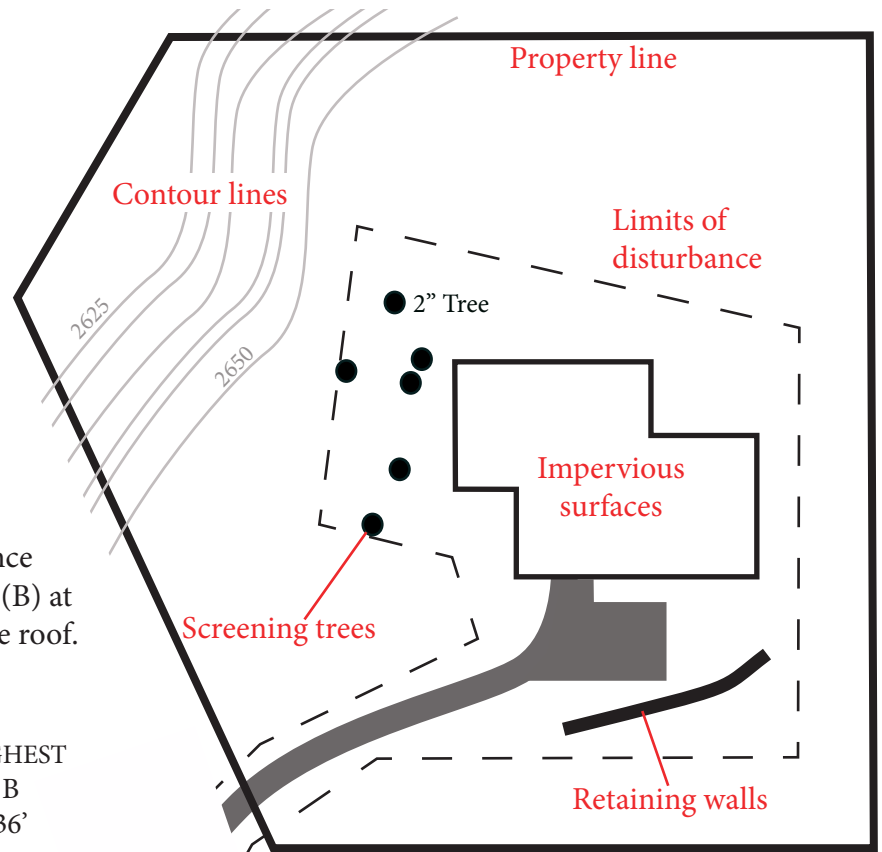 Property line
Contour lines
Limits of
disturbance
2625
2” Tree
2650
Impervious
surfaces
(B) at
roof.
Screening trees
B
36’
Retaining walls